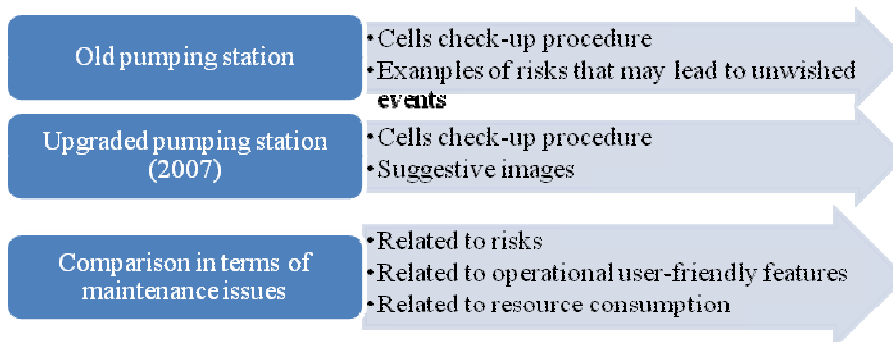 Old pumping station
•Cells check-up procedure
•Examples of risks that may lead to unwished
events
Upgraded pumping station
(2007)
•Cells check-up procedure
•Suggestive images
Comparison in terms of
maintenance issues
•Related to risks
•Related to operational user-friendly features
•Related to resource consumption